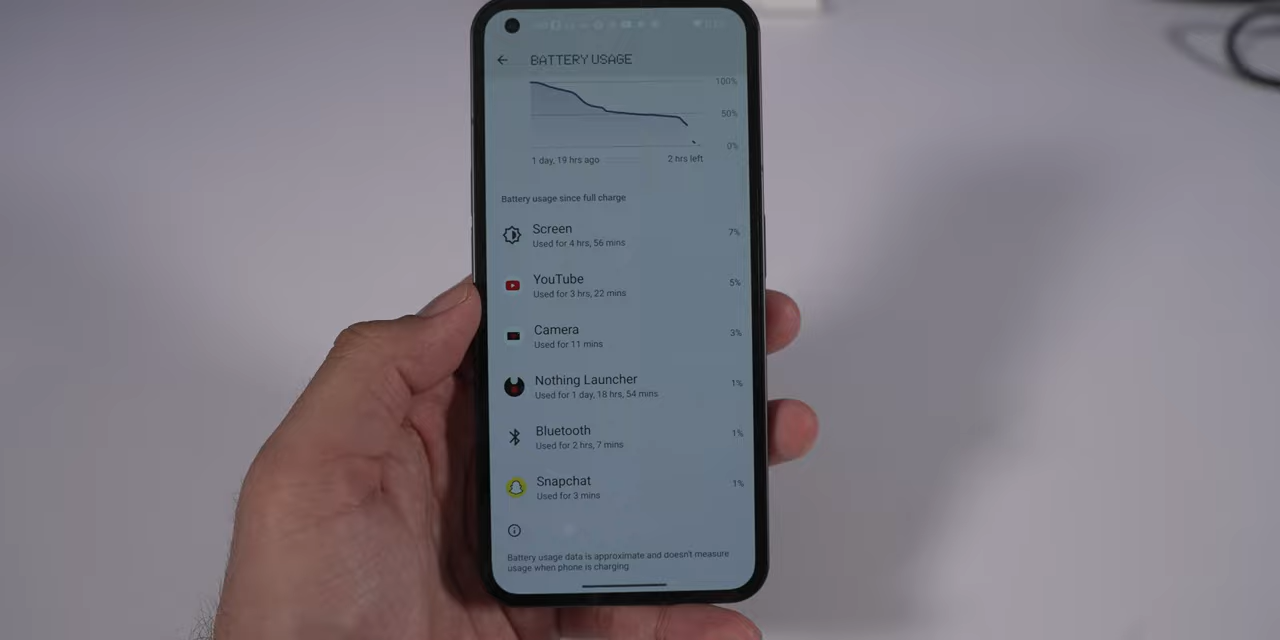 BATTERY USAGE
100%
50%
0%
1 day, 19 hrs ago
2 hrs left
Battery usage since full charge
Screen
7%
Used for 4 hrs, 56 mins
YouTube
5%
Used for 3 hrs, 22 mins
Camera
3%
Used for 11 mins
Nothing Launcher
1%
Used for 1 day, 18 hrs, 54 mins
Bluetooth
1%
Used for 2 hrs, 7 mins
Snapchat
1%
Used for 3 mins
Battery usage data is approximate and doesn't measure
usage when phone is charging